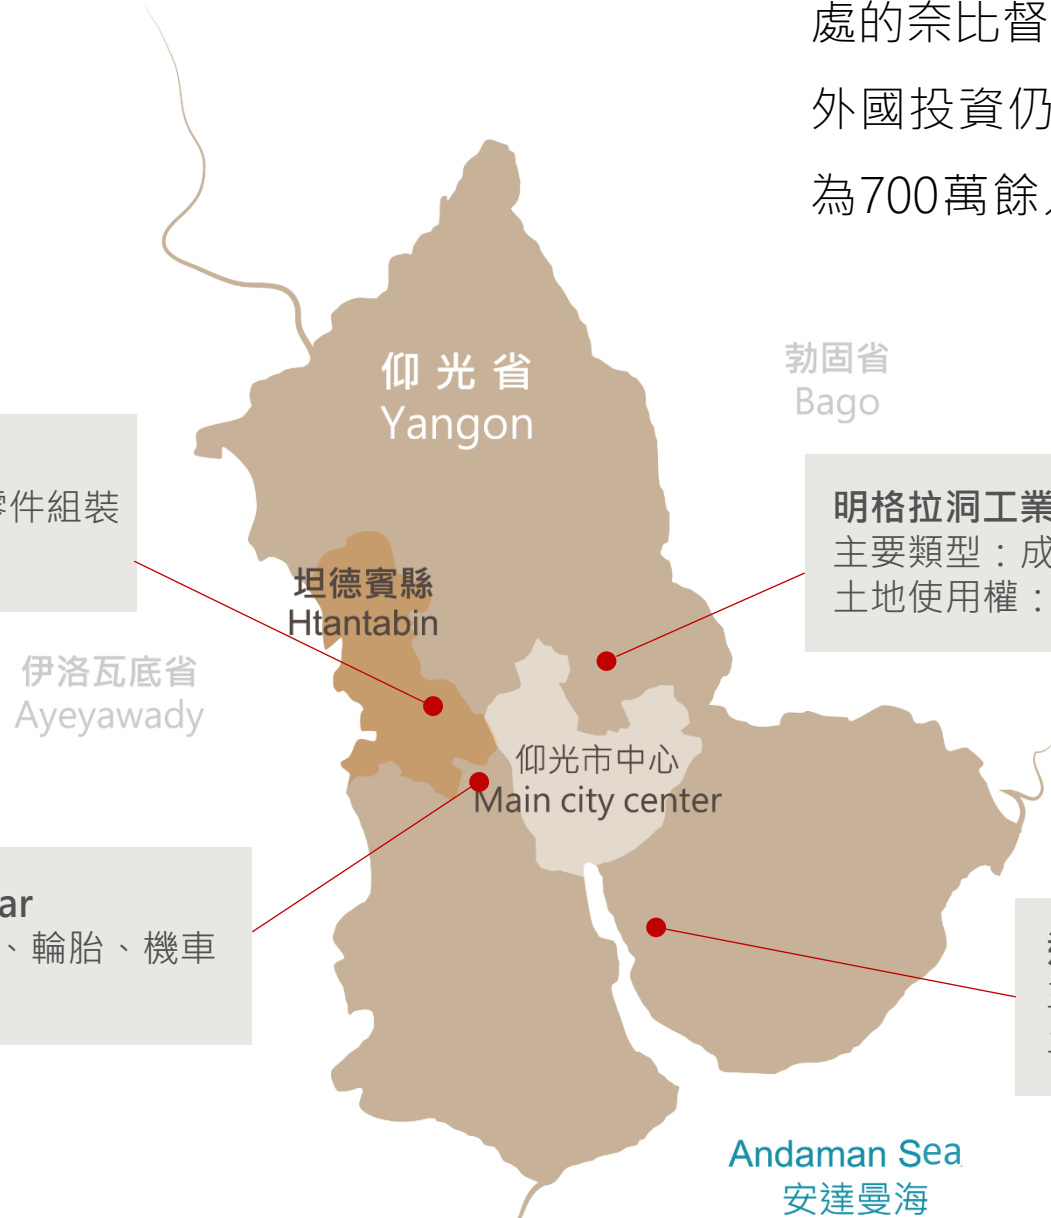 處的奈比督
外國投資仍
為700萬餘
勃固省
Bago
仰光省
Yangon
零件組裝
明格拉洞工業
主要類型：成
土地使用權：
坦德賓縣
Htantabin
伊洛瓦底省
Ayeyawady
仰光市中心
Main city center
ar
、輪胎、機車
Andaman Sea
安達曼海